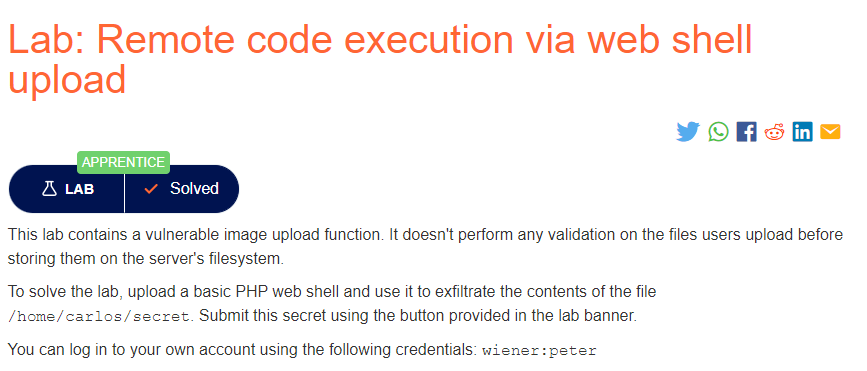 Lab: Remote code execution via web shell
upload
APPRENTICE
LAB
Solved
This lab contains a vulnerable image upload function. It doesn't perform any validation on the files users upload before
storing them on the server's filesystem.
To solve the lab, upload a basic PHP web shell and use it to exfiltrate the contents of the file
/home/carlos/secret. Submit this secret using the button provided in the lab banner.
You can log in to your own account using the following credentials: wiener:peter